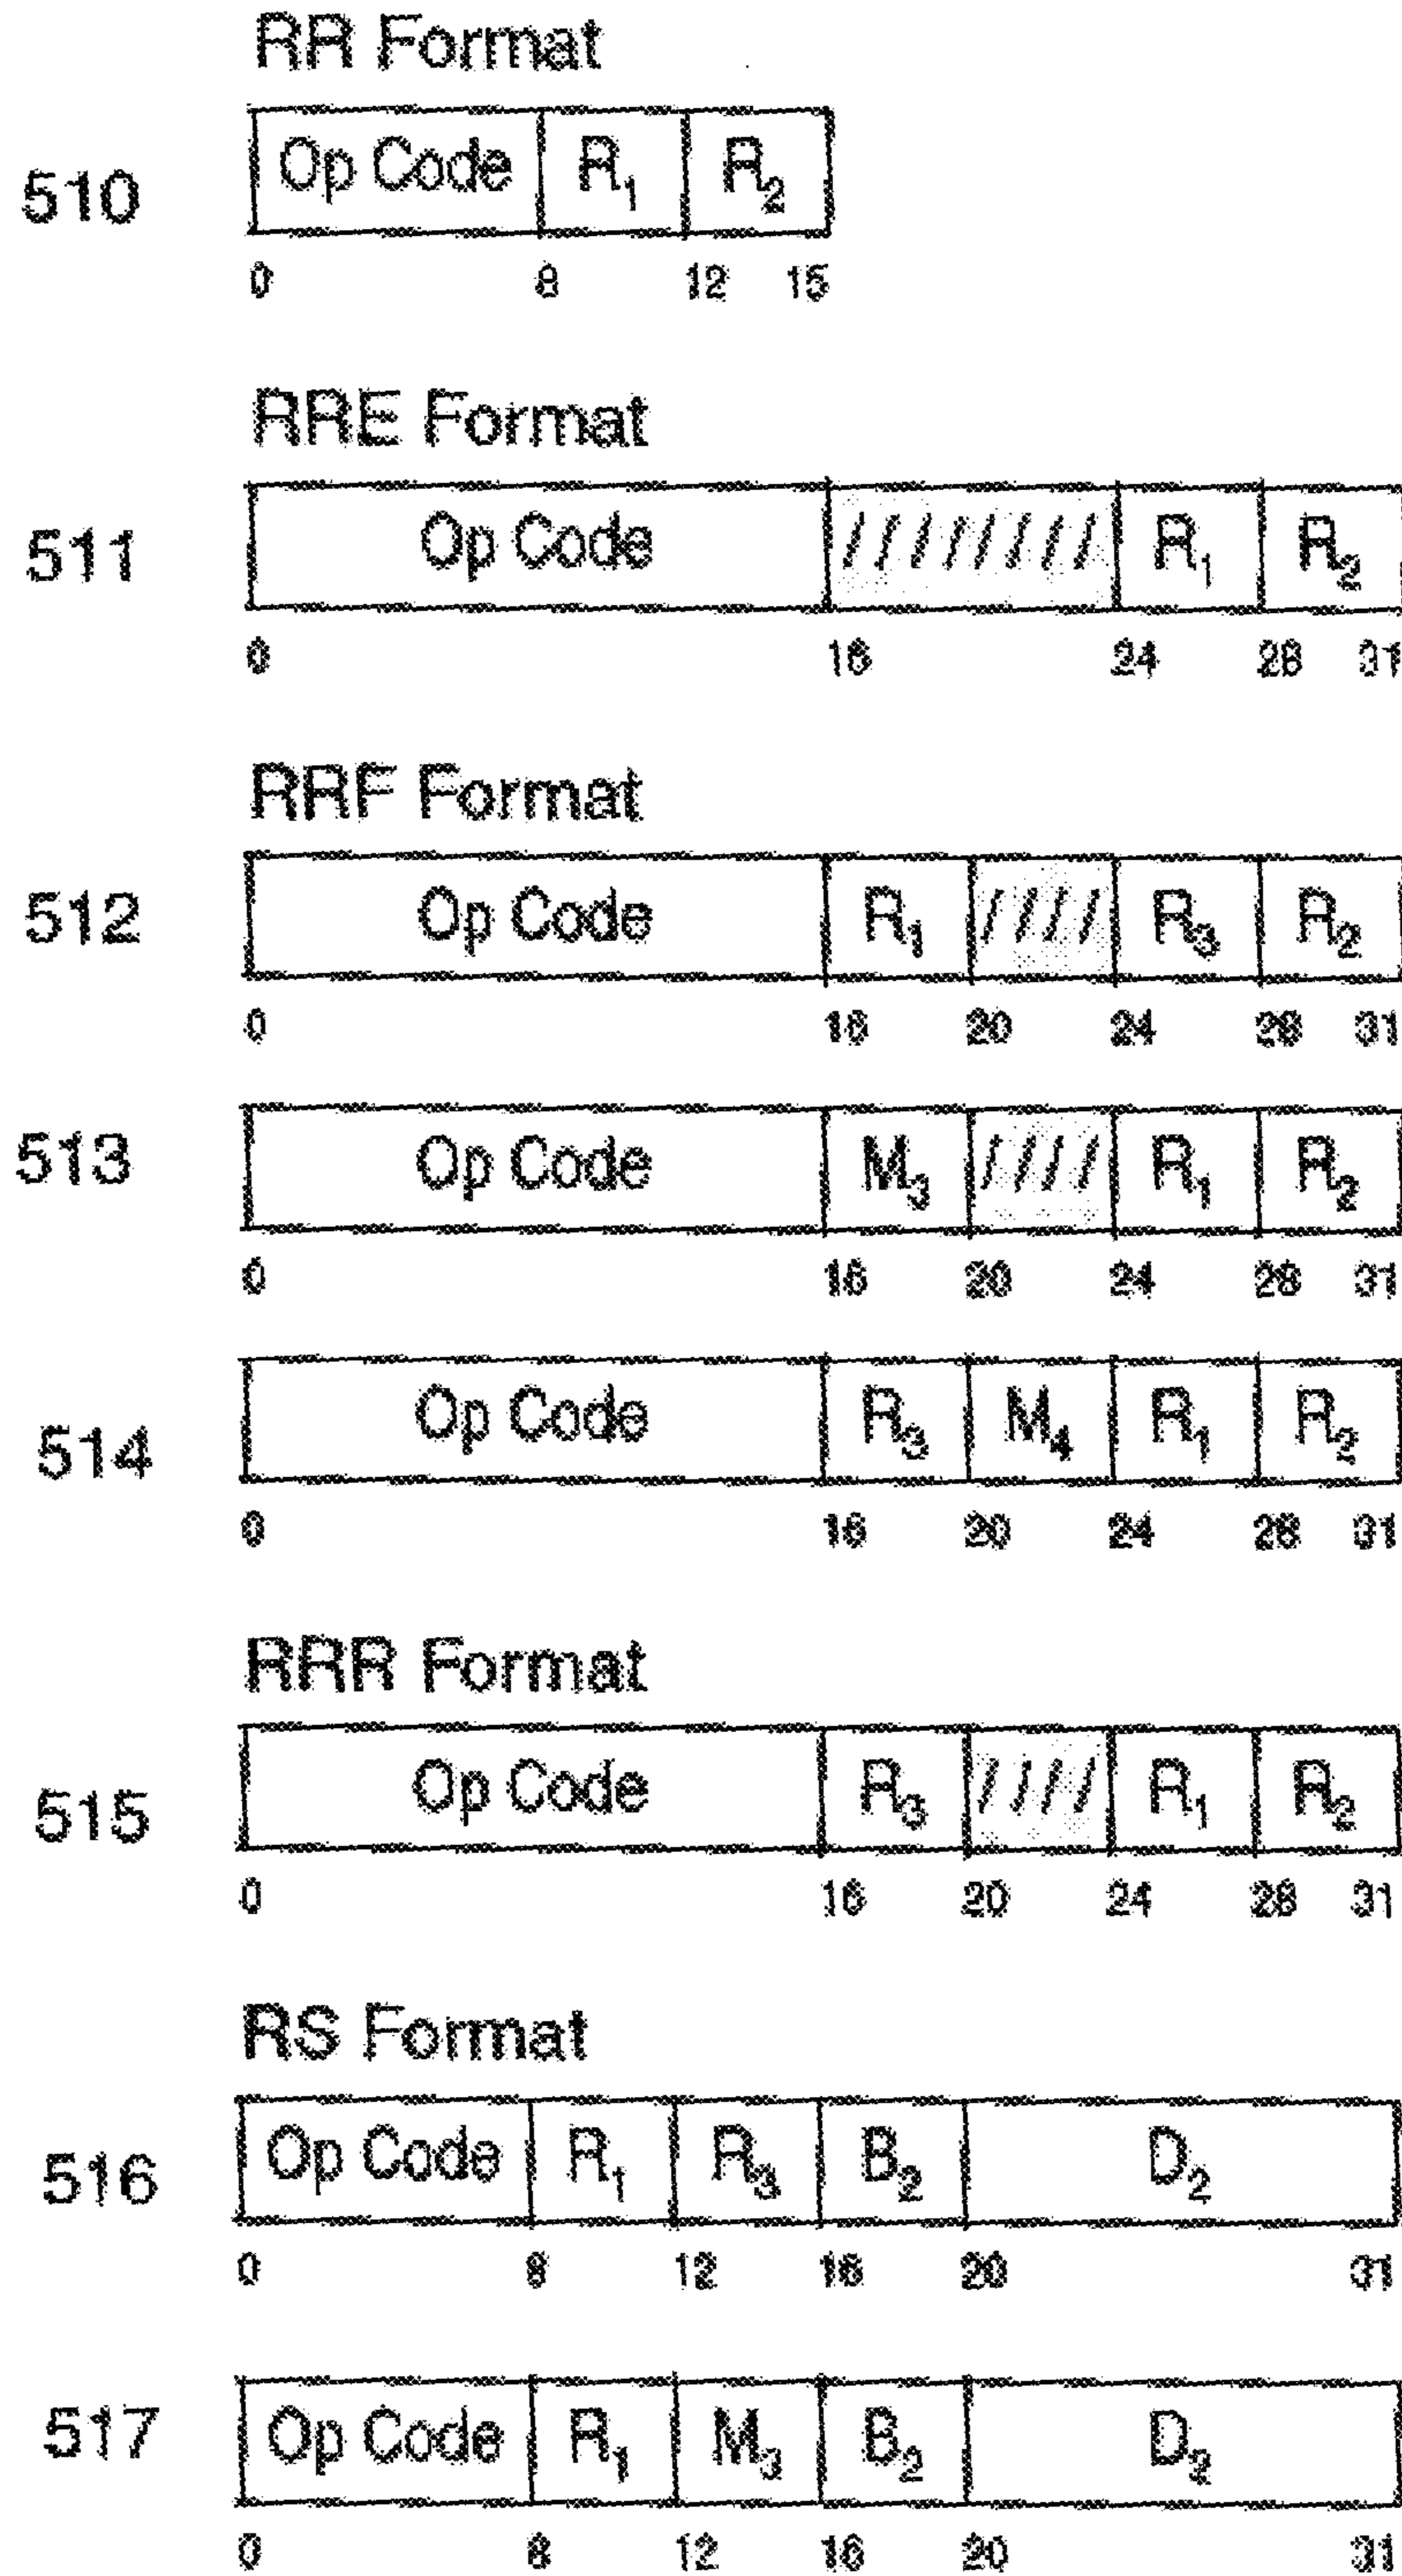 RR Format
510 Op Code R₁ R₂
0 8 12 15
RRE Format
511 Op Code //////// R₁ R₂
0 16 24 28 31
RRF Format
512 Op Code R₁ //// R₃ R₂
0 16 20 24 28 31
513 Op Code M₃ //// R₁ R₂
0 16 20 24 28 31
514 Op Code R₃ M₄ R₁ R₂
0 16 20 24 28 31
RRR Format
515 Op Code R₃ //// R₁ R₂
0 16 20 24 28 31
RS Format
516 Op Code R₁ R₃ B₂ D₂
0 8 12 16 20 31
517 Op Code R₁ M₃ B₂ D₂
0 8 12 16 20 31